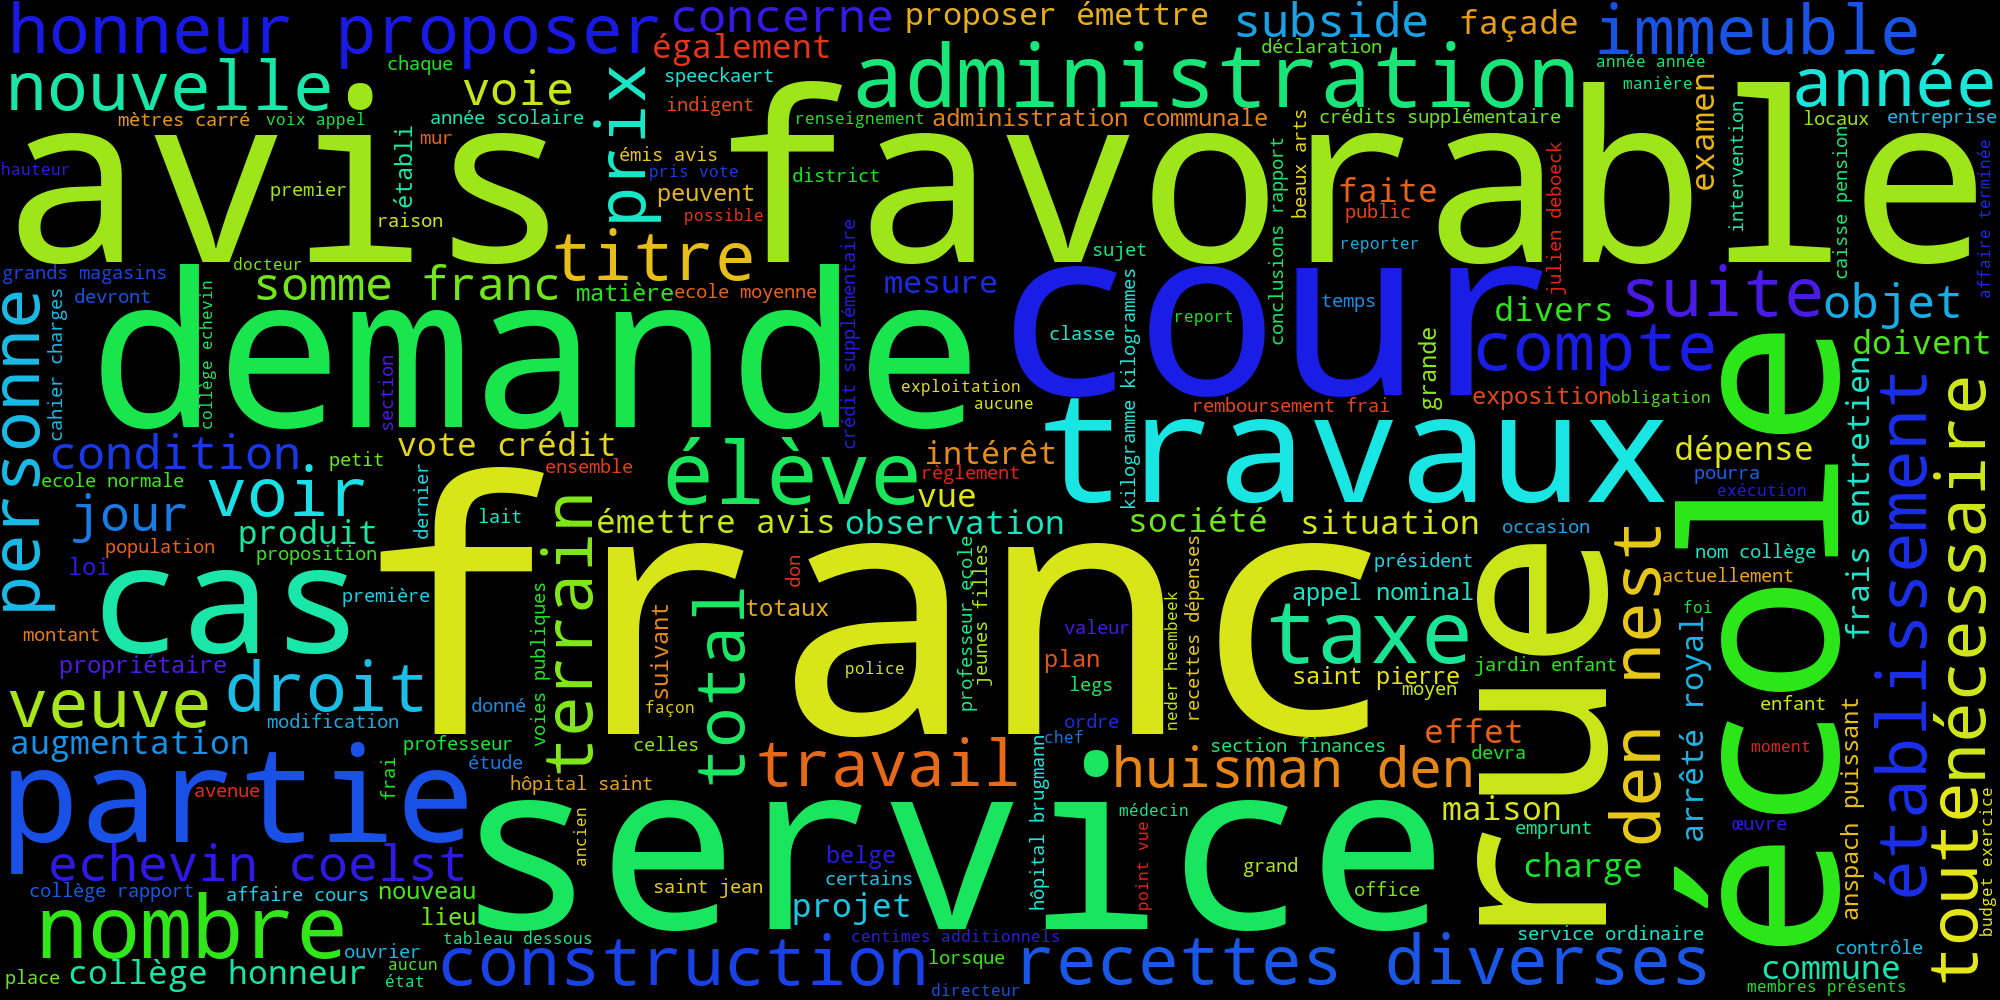 honneur proposer
concerne
proposer émettre
subside
façade
immeuble
également
déclaration
année année
nouvelle
chaque
voie
prix
speeckaert
administration
manière
examen
année
indigent
mètres carré
voix appel
année scolaire
renseignement
administration communale
crédits supplémentaire
intervention
locaux
entreprise
avis
favorable
établi
mur
émis avis
pris vote
district
conclusions rapport
beaux arts
julien deboeck
caisse pension
affaire terminée
hauteur
premier
raison
peuvent
possible
faite
public
reporter
titre
sujet
grands magasins
docteur
devront
somme franc
matière
ecole moyenne
crédit supplémentaire
mesure
cour
temps
divers
suite
objet
personne
cahier charges
collège echevin
demande
section
classe
report
kilogramme kilogrammes
grande
compte
doivent
exploitation
aucune
remboursement frai
exposition
obligation
condition
vote crédit
élève
intérêt
travaux
dépense
frais entretien
établissement
toutenécessaire
petit
ensemble
règlement
pourra
ecole normale
voir
dernier
vue
exécution
jour
lait
terrain
émettre avis
observation
société
situation
occasion
produit
population
proposition
franc
den nest
école
nom collège
loi
cas
première
don
professeur ecole
jeunes filles
recettes dépenses
président
actuellement
voies publiques
suivant
total
totaux
neder heembeek
appel nominal
taxe
rue
foi
montant
valeur
propriétaire
police
plan
saint pierre
jardin enfant
arrêté royal
veuve
droit
donné
façon
legs
moyen
enfant
modification
ordre
effet
augmentation
professeur
celles
chef
section finances
devra
moment
anspach puissant
partie
frai
étude
travail
hôpital brugmann
huisman den
avenue
hôpital saint
service
médecin
maison
budget exercice
ancien
point vue
emprunt
œuvre
echevin coelst
belge
grand
charge
collège rapport
affaire cours
nouveau
saint jean
certains
office
nombre
lieu
projet
service ordinaire
ouvrier
tableau dessous
centimes additionnels
contrôle
place
collège honneur
aucun
construction
lorsque
recettes diverses
commune
état
directeur
membres présents